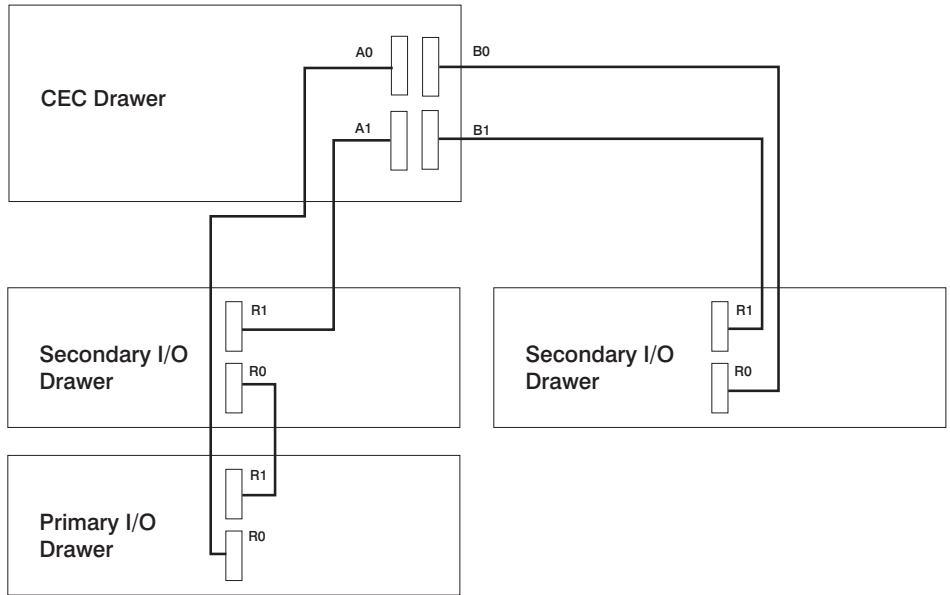 A0
B0
CEC Drawer
A1
B1
R1
Secondary I/O
Drawer
R0
R1
Secondary I/O
Drawer
R0
R1
Primary I/O
Drawer
R0